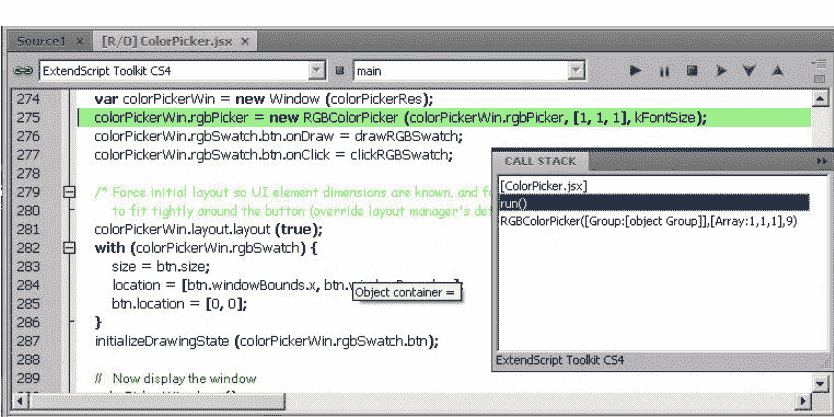 Source1 × [R/O] ColorPicker.jsx ×
ExtendScript Toolkit CS4 main
274 var colorPickerWin = new Window (colorPickerRes);
275 colorPickerWin.rgbPicker = new RGBColorPicker (colorPickerWin.rgbPicker, [1, 1, 1], kFontSize);
276 colorPickerWin.rgbSwatch.btn.onDraw = drawRGBSwatch;
277 colorPickerWin.rgbSwatch.btn.onClick = clickRGBSwatch;
278
279 /* Force initial layout so UI element dimensions are known, and
280 to fit tightly around the button (override layout manager's
281 colorPickerWin.layout.layout (true);
282 with (colorPickerWin.rgbSwatch) {
283 size = btn.size;
284 location = [btn.windowBounds.x,
285 btn.location = [0, 0];
286 }
287 initializeDrawingState (colorPickerWin.rgbSwatch.btn);
288
289 // Now display the window
Object container =
CALL STACK
[ColorPicker.jsx]
run()
RGBColorPicker([Group:[object Group]],[Array:1,1,1],9)
ExtendScript Toolkit CS4